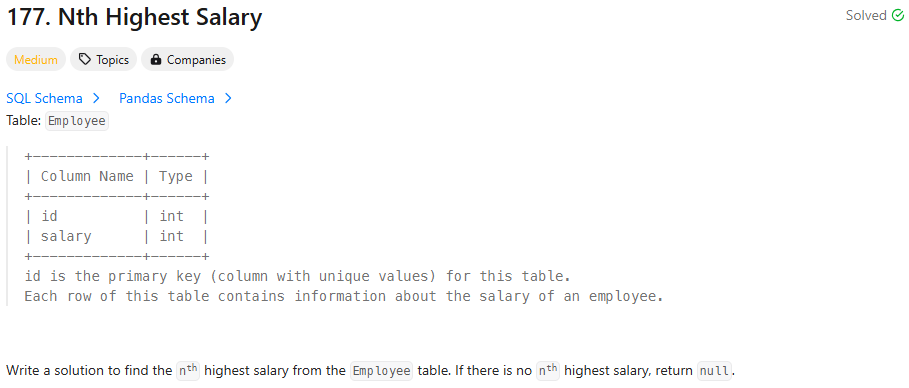 177. Nth Highest Salary
Solved
Medium Topics Companies
SQL Schema > Pandas Schema >
Table: Employee
+-------------+------+
| Column Name | Type |
+-------------+------+
| id          | int  |
| salary      | int  |
+-------------+------+
id is the primary key (column with unique values) for this table.
Each row of this table contains information about the salary of an employee.
Write a solution to find the nth highest salary from the Employee table. If there is no nth highest salary, return null.